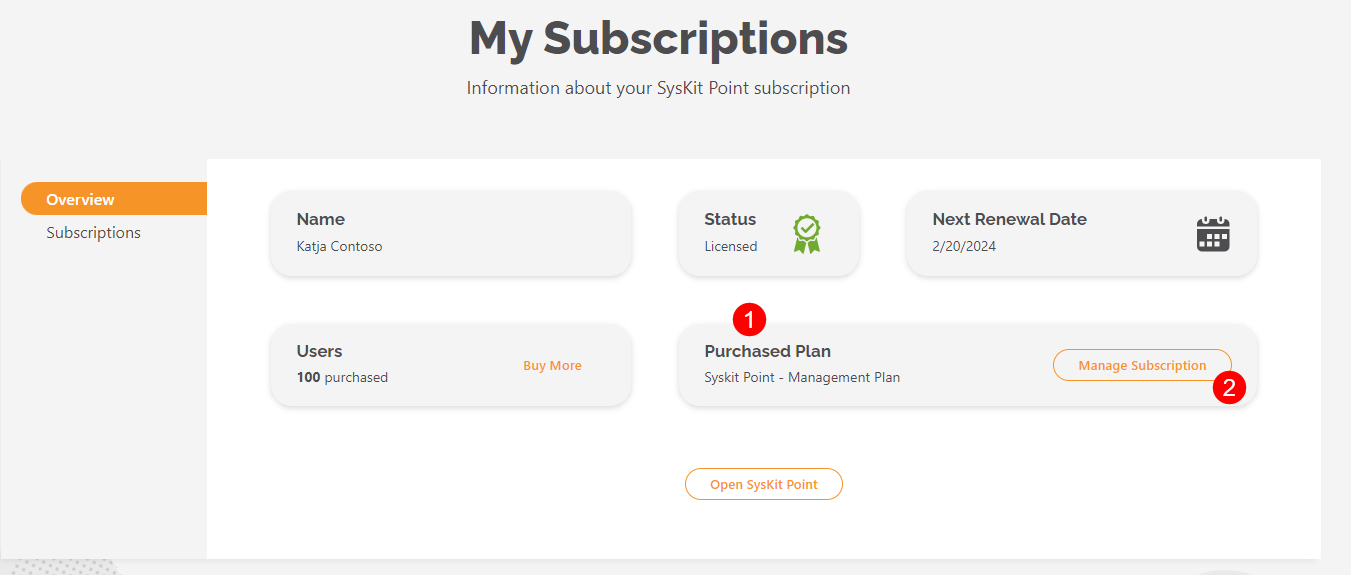 My Subscriptions
Information about your SysKit Point subscription
Overview
Subscriptions
Name
Katja Contoso
Status
Licensed
Next Renewal Date
2/20/2024
Users
100 purchased
Buy More
1
Purchased Plan
Syskit Point - Management Plan
Manage Subscription
2
Open SysKit Point